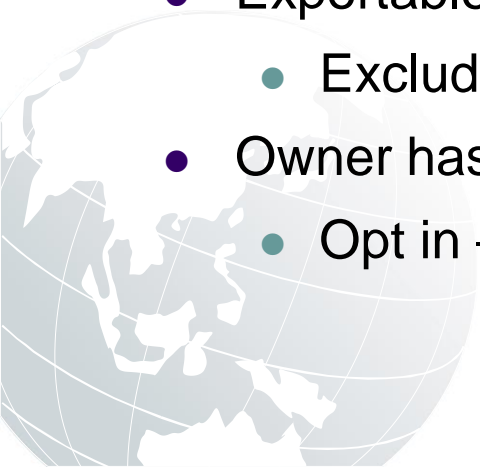 Exportable
• Exclud
• Owner has
• Opt in -